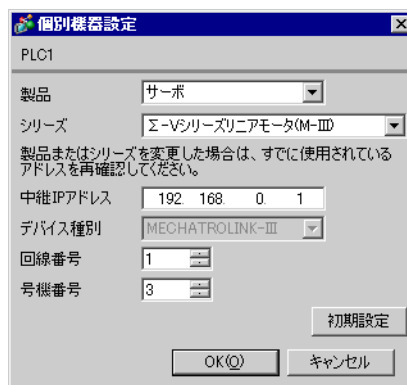 個別機器設定
PLC1
製品 サーボ
シリーズ Σ-Vシリーズリニアモータ(M-Ⅲ)
製品またはシリーズを変更した場合は、すでに使用されている
アドレスを再確認してください。
中継IPアドレス 192. 168. 0. 1
デバイス種別 MECHATROLINK-Ⅲ
回線番号 1
号機番号 3
初期設定
OK(O) キャンセル